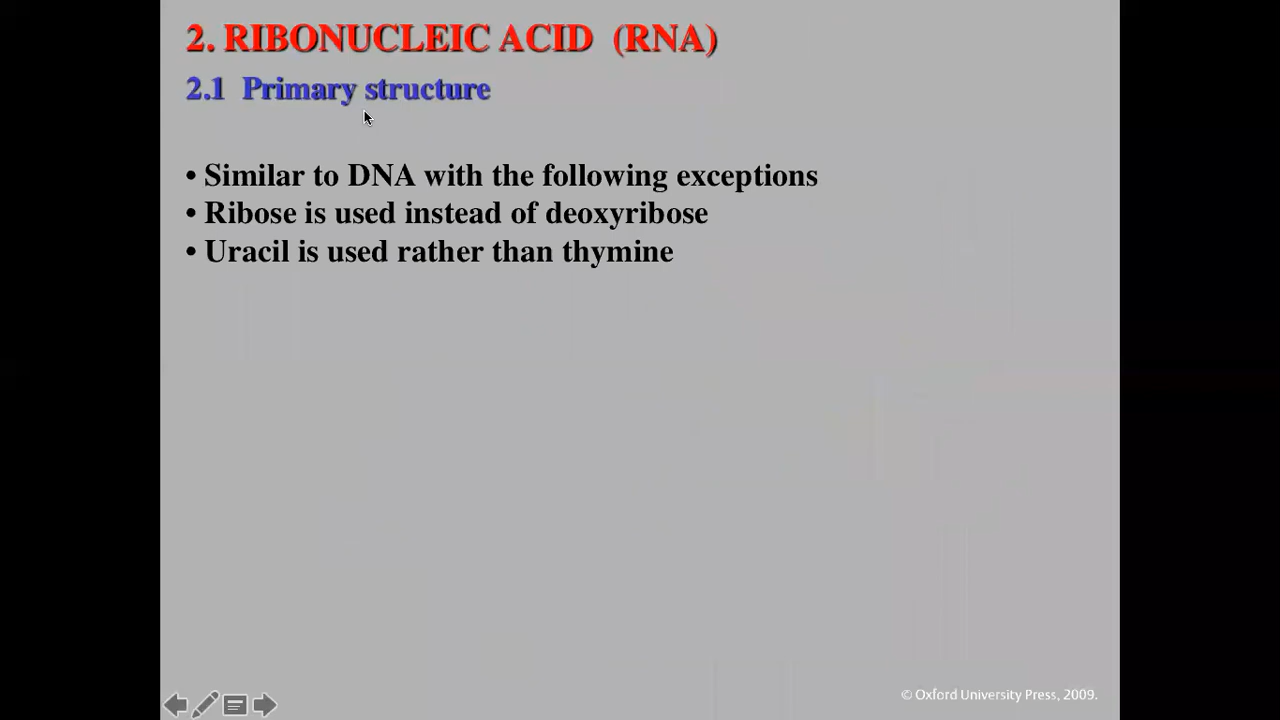 2. RIBONUCLEIC ACID (RNA)
2.1 Primary structure
• Similar to DNA with the following exceptions
• Ribose is used instead of deoxyribose
• Uracil is used rather than thymine
© Oxford University Press, 2009.